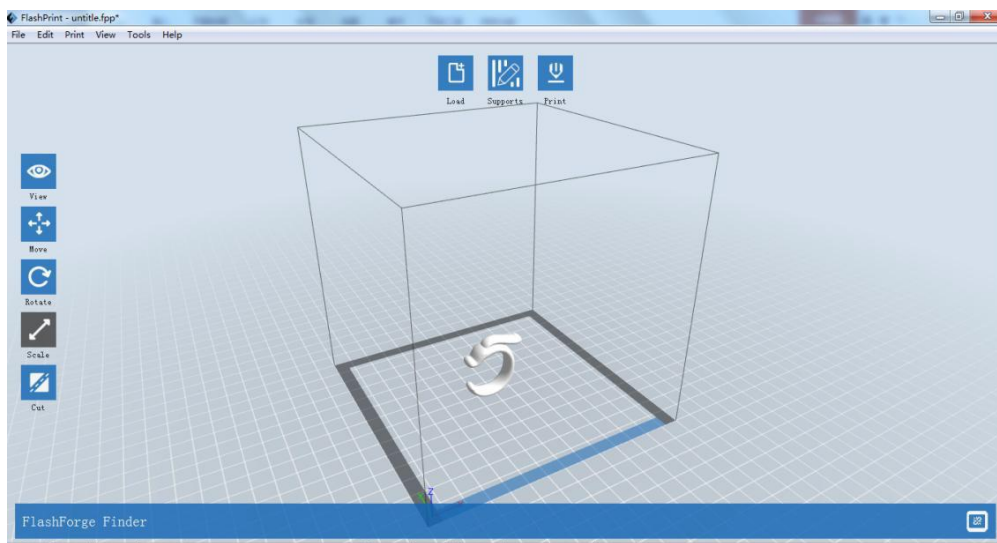 FlashPrint - untitle.fpp*
File Edit Print View Tools Help
Load Supports Print
View
Move
Rotate
Scale
Cut
Z
FlashForge Finder